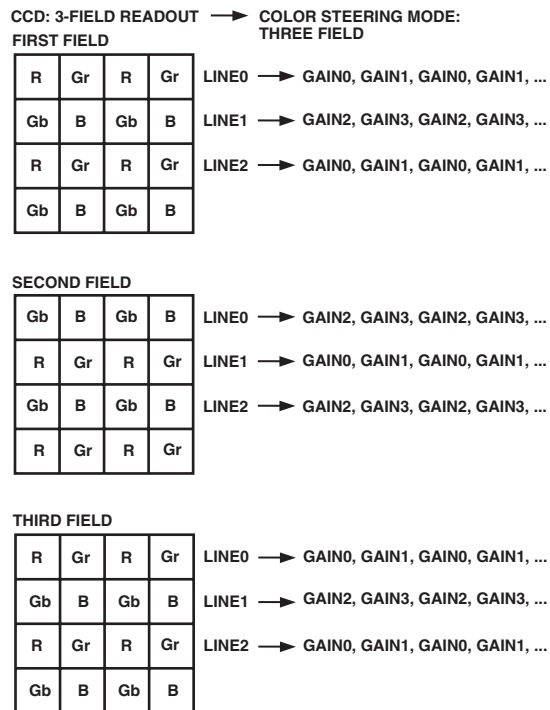 CCD: 3-FIELD READOUT → COLOR STEERING MODE:
THREE FIELD
FIRST FIELD
R Gr R Gr LINE0 → GAIN0, GAIN1, GAIN0, GAIN1, ...
Gb B Gb B LINE1 → GAIN2, GAIN3, GAIN2, GAIN3, ...
R Gr R Gr LINE2 → GAIN0, GAIN1, GAIN0, GAIN1, ...
Gb B Gb B
SECOND FIELD
Gb B Gb B LINE0 → GAIN2, GAIN3, GAIN2, GAIN3, ...
R Gr R Gr LINE1 → GAIN0, GAIN1, GAIN0, GAIN1, ...
Gb B Gb B LINE2 → GAIN2, GAIN3, GAIN2, GAIN3, ...
R Gr R Gr
THIRD FIELD
R Gr R Gr LINE0 → GAIN0, GAIN1, GAIN0, GAIN1, ...
Gb B Gb B LINE1 → GAIN2, GAIN3, GAIN2, GAIN3, ...
R Gr R Gr LINE2 → GAIN0, GAIN1, GAIN0, GAIN1, ...
Gb B Gb B